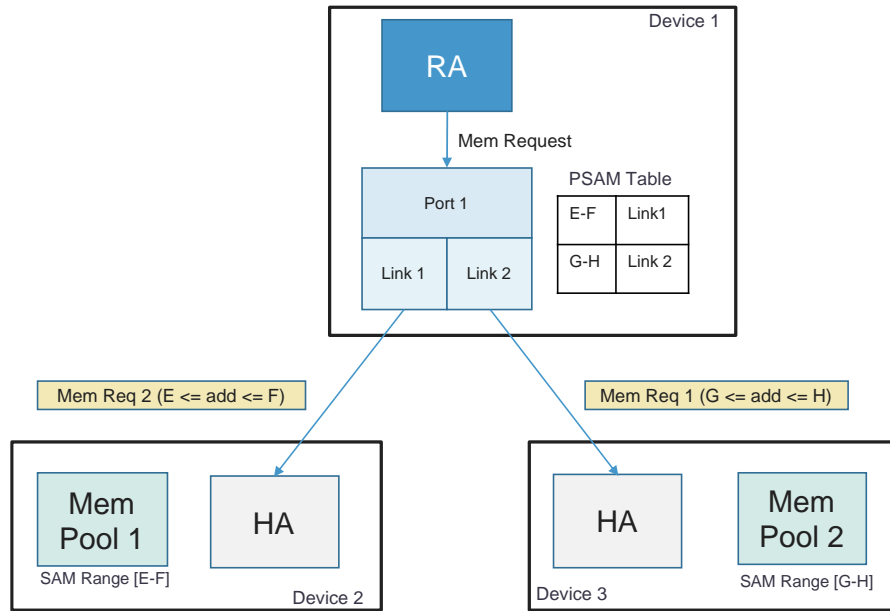 Device 1
RA
Mem Request
PSAM Table
Port 1
E-F Link1
Link 1 Link 2
G-H Link 2
Mem Req 2 (E <= add <= F)
Mem Req 1 (G <= add <= H)
Mem
Pool 1
HA
SAM Range [E-F]
Device 2
HA
Mem
Pool 2
SAM Range [G-H]
Device 3